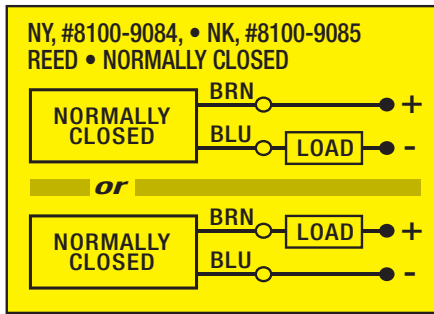 NY, #8100-9084, • NK, #8100-9085
REED • NORMALLY CLOSED
NORMALLY
CLOSED
BRN
+
BLU
LOAD
-
or
NORMALLY
CLOSED
BRN
LOAD
+
BLU
-